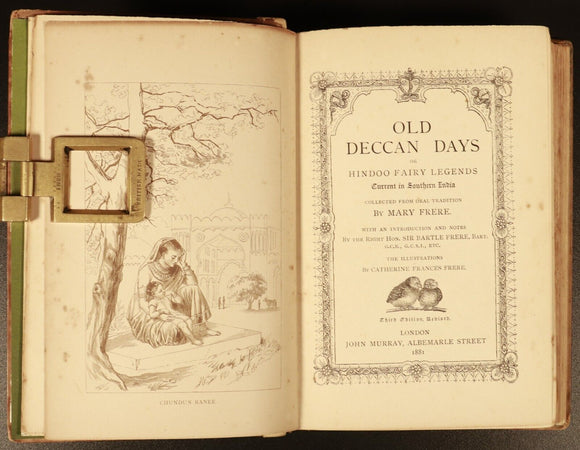 CHUNDUN RANEE
OLD
DECCAN DAYS
OR,
HINDOO FAIRY LEGENDS
Current in Southern India
COLLECTED FROM ORAL TRADITION
By MARY FRERE.
WITH AN INTRODUCTION AND NOTES
By the Right Hon. SIR BARTLE FRERE, Bart.
G.C.B., G.C.S.I., ETC.
THE ILLUSTRATIONS
By CATHERINE FRANCES FRERE.
Third Edition, Revised.
LONDON
JOHN MURRAY, ALBEMARLE STREET
1881